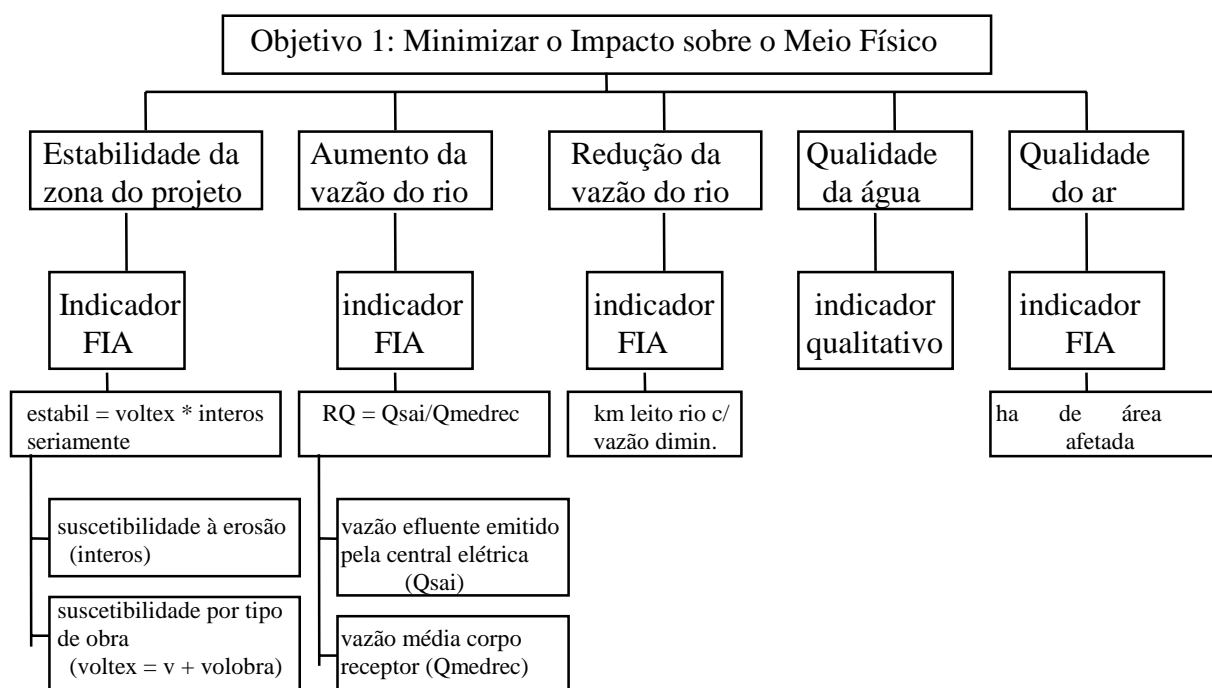 Objetivo 1: Minimizar o Impacto sobre o Meio Físico
Estabilidade da
zona do projeto
Aumento da
vazão do rio
Redução da
vazão do rio
Qualidade
da água
Qualidade
do ar
Indicador
FIA
indicador
FIA
indicador
FIA
indicador
qualitativo
indicador
FIA
estabil = voltex * interos
seriamente
RQ = Qsai/Qmedrec
km leito rio c/
vazão dimin.
ha de área
afetada
suscetibilidade à erosão
(interos)
vazão efluente emitido
pela central elétrica
(Qsai)
suscetibilidade por tipo
de obra
(voltex = v + volobra)
vazão média corpo
receptor (Qmedrec)